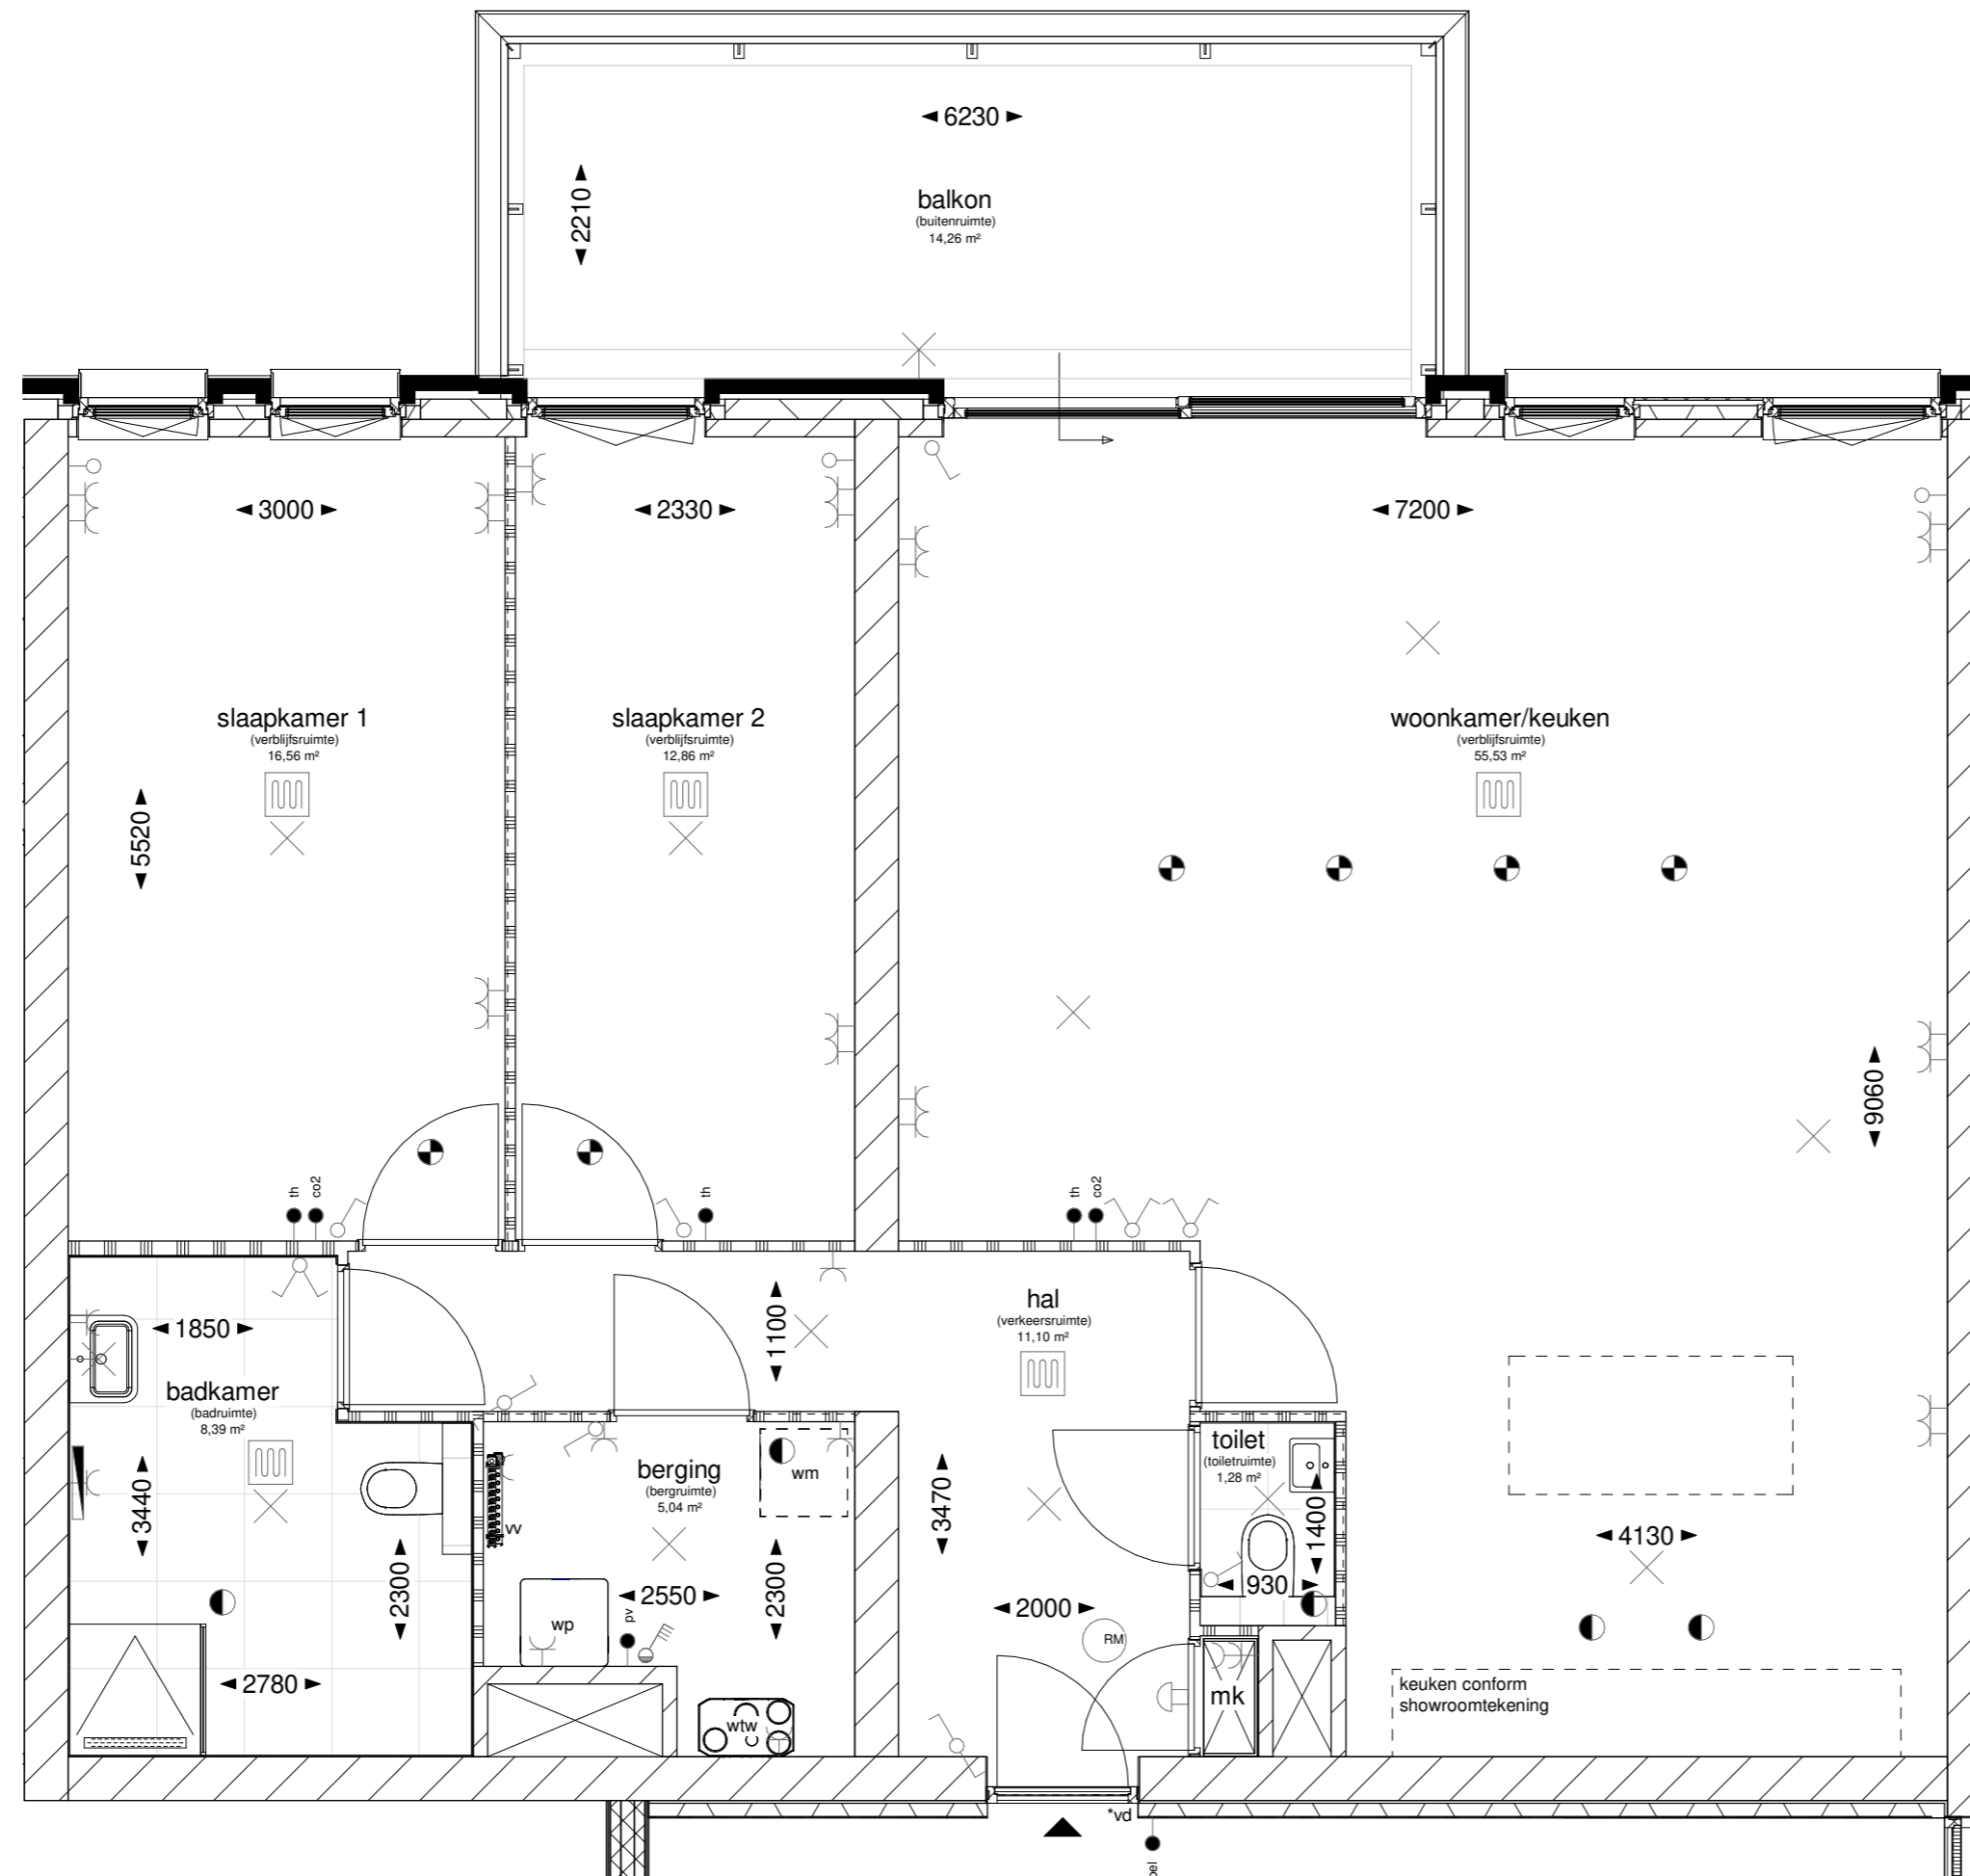 6230
2210
balkon
(buitenruimte)
14,26 m²
3000
2330
7200
slaapkamer 1
(verblijfsruimte)
16,56 m²
slaapkamer 2
(verblijfsruimte)
12,86 m²
woonkamer/keuken
(verblijfsruimte)
55,53 m²
5520
9060
th
co2
th
th
co2
1850
1100
hal
(verkeersruimte)
11,10 m²
badkamer
(badruimte)
8,39 m²
berging
(bergruimte)
5,04 m²
wm
toilet
(toiletruimte)
1,28 m²
3440
vv
3470
1400
4130
2300
2550
2300
930
2000
wp
pv
RM
2780
mk
keuken conform
showroomtekening
wtw
*vd
bel